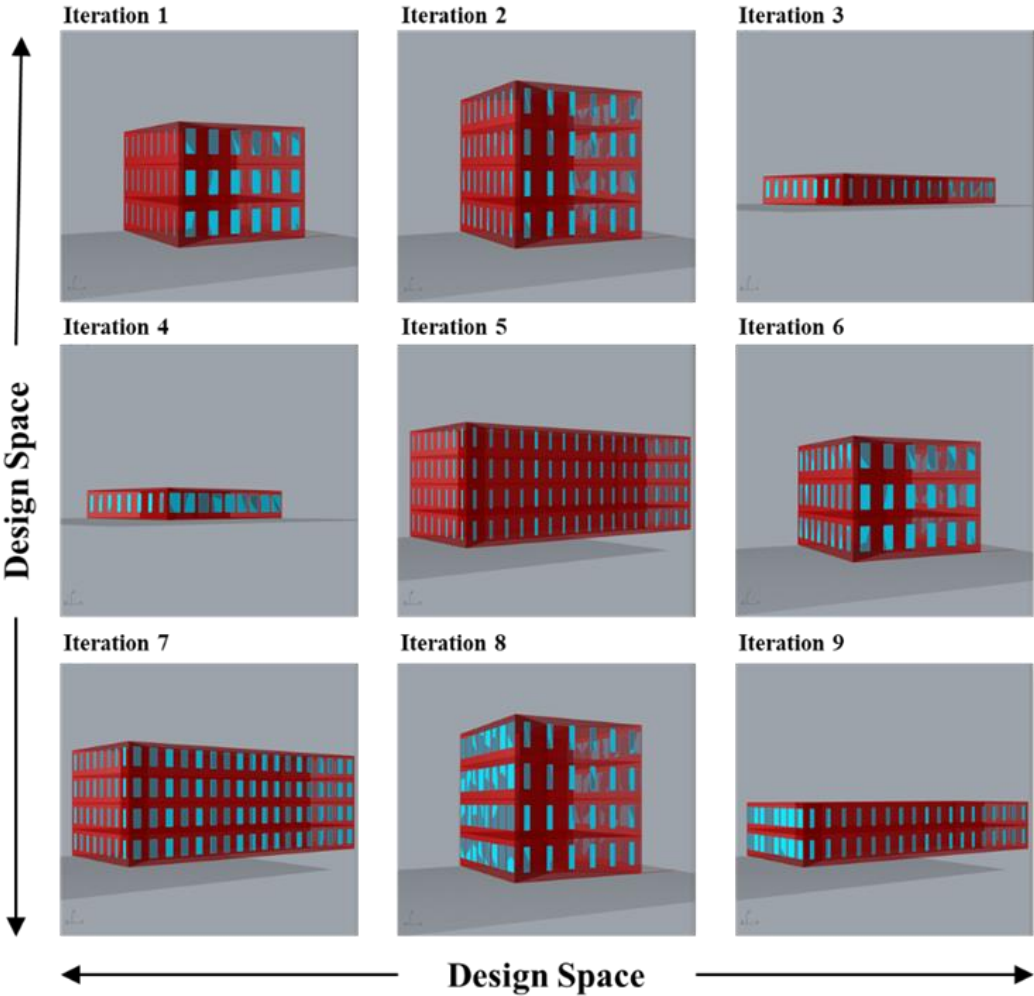 Iteration 1
Iteration 2
Iteration 3
Iteration 4
Iteration 5
Iteration 6
Iteration 7
Iteration 8
Iteration 9
Design Space
Design Space